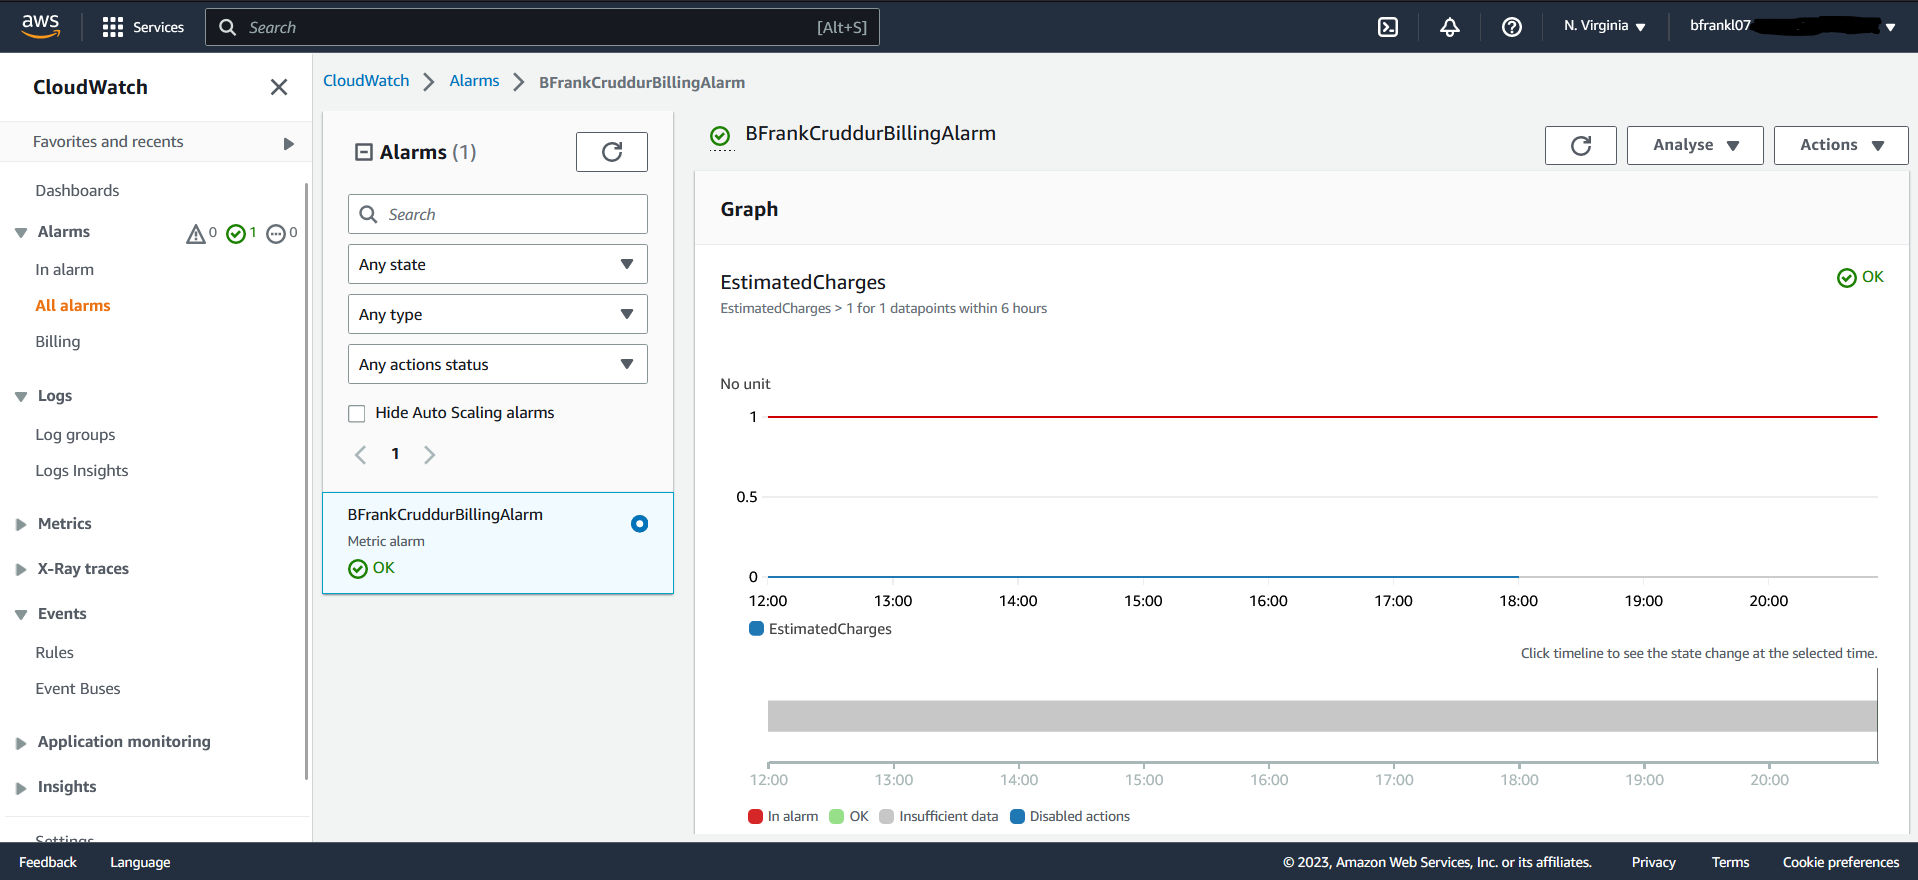 aws
Services
Search
[Alt+S]
N. Virginia
bfrankl07
CloudWatch
Favorites and recents
Dashboards
Alarms
0
1
0
In alarm
All alarms
Billing
Logs
Log groups
Logs Insights
Metrics
X-Ray traces
Events
Rules
Event Buses
Application monitoring
Insights
Settings
CloudWatch
Alarms
BFrankCruddurBillingAlarm
Alarms (1)
Search
Any state
Any type
Any actions status
Hide Auto Scaling alarms
1
BFrankCruddurBillingAlarm
Metric alarm
OK
BFrankCruddurBillingAlarm
Analyse
Actions
Graph
EstimatedCharges
OK
EstimatedCharges > 1 for 1 datapoints within 6 hours
No unit
1
0.5
0
12:00 13:00 14:00 15:00 16:00 17:00 18:00 19:00 20:00
EstimatedCharges
Click timeline to see the state change at the selected time.
12:00 13:00 14:00 15:00 16:00 17:00 18:00 19:00 20:00
In alarm OK Insufficient data Disabled actions
Feedback Language
© 2023, Amazon Web Services, Inc. or its affiliates. Privacy Terms Cookie preferences